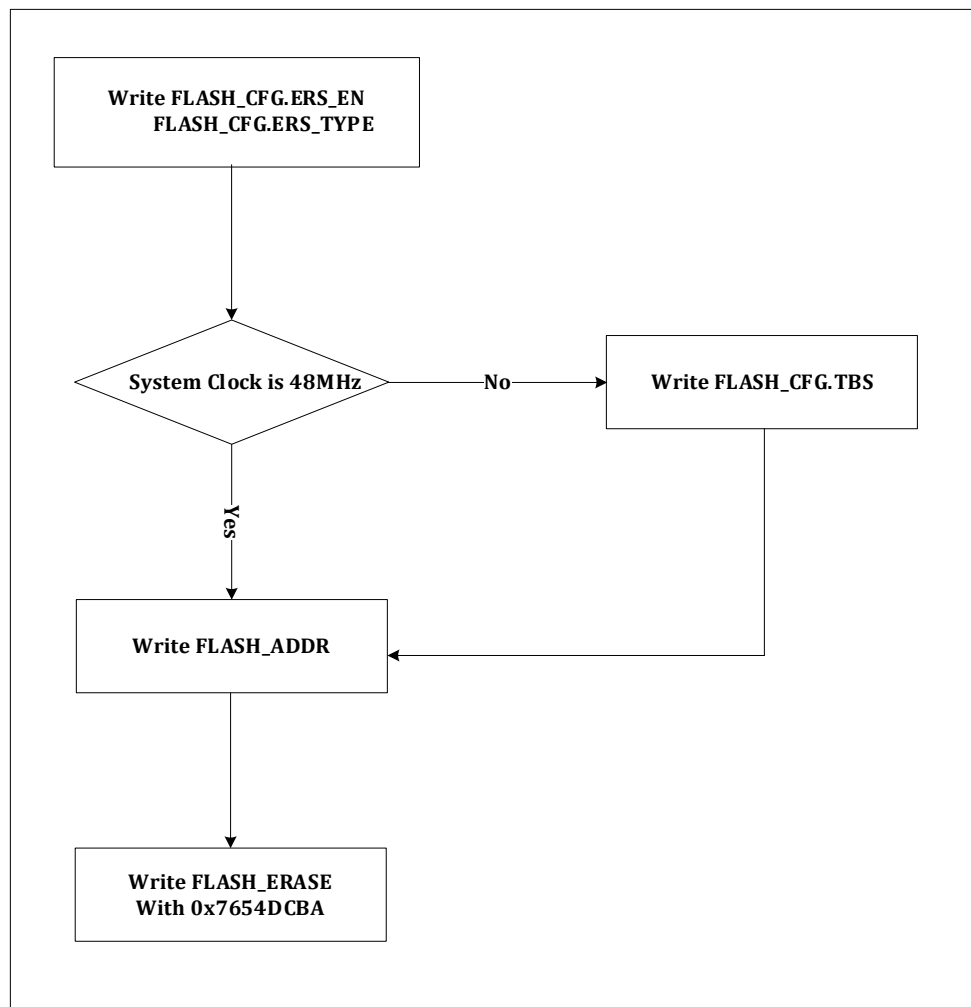 Write FLASH_CFG.ERS_EN
FLASH_CFG.ERS_TYPE
System Clock is 48MHz
No
Write FLASH_CFG.TBS
Yes
Write FLASH_ADDR
Write FLASH_ERASE
With 0x7654DCBA